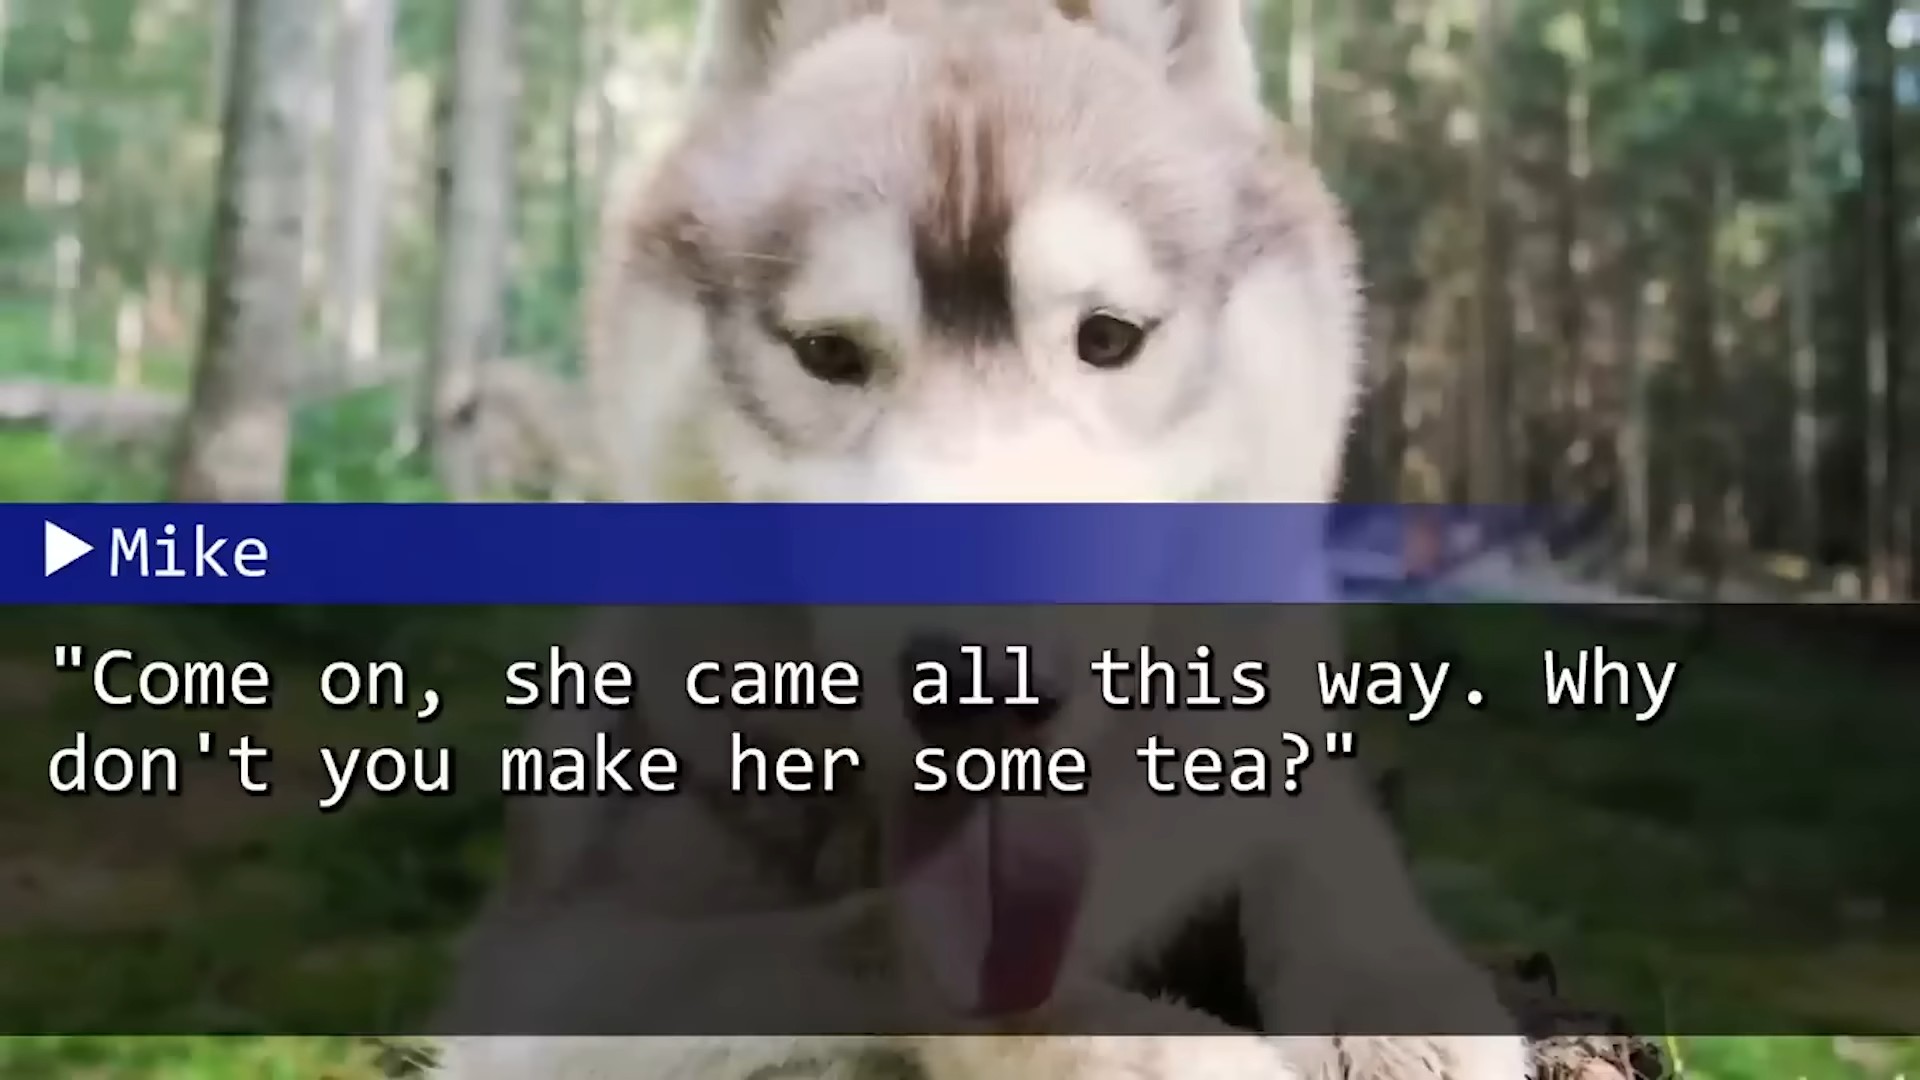 Mike
"Come on, she came all this way. Why
don't you make her some tea?"